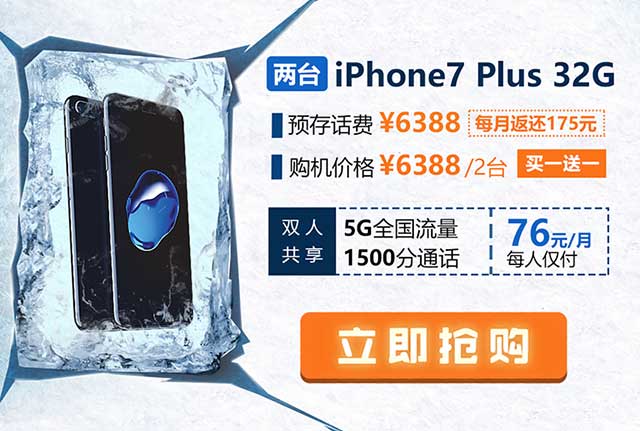 两台 iPhone7 Plus 32G
预存话费 ¥6388 每月返还175元
购机价格 ¥6388/2台 买一送一
双人 5G全国流量 76元/月
共享 1500分通话 每人仅付
立即抢购